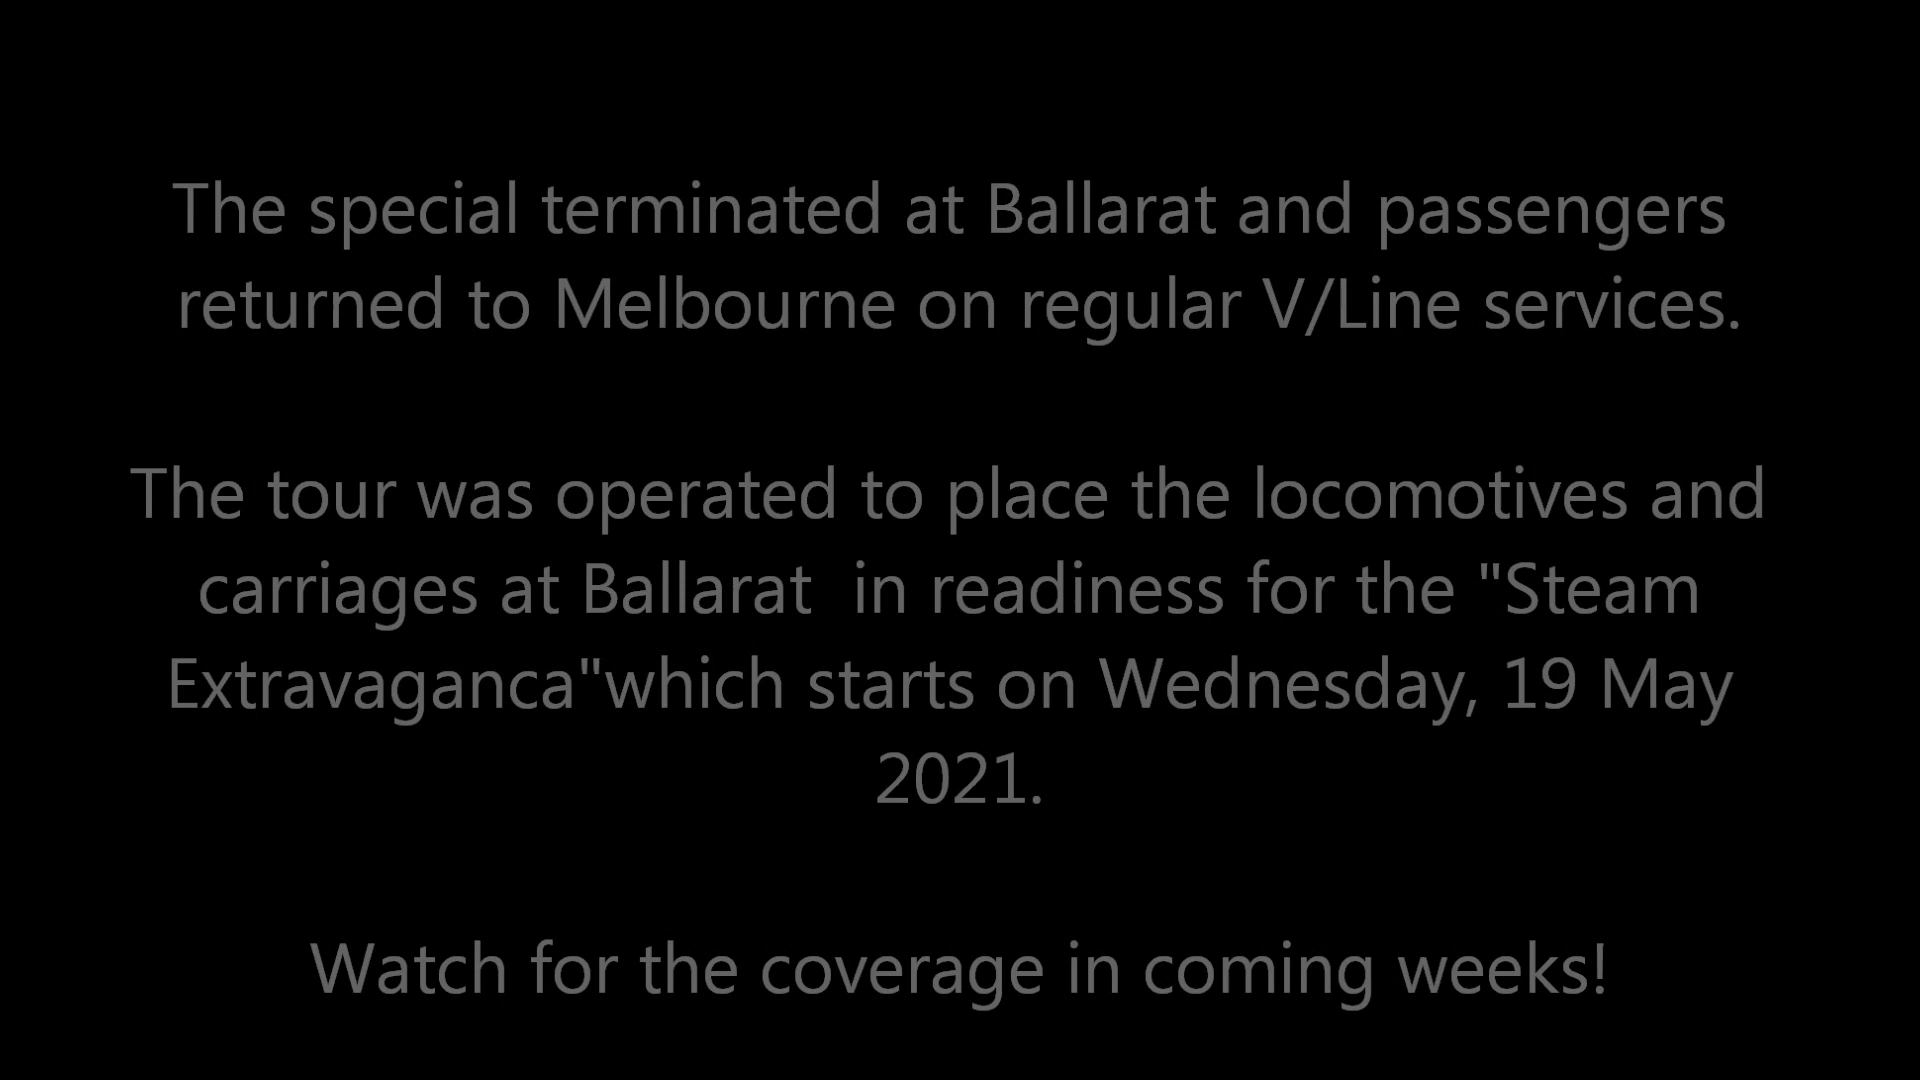 The special terminated at Ballarat and passengers
returned to Melbourne on regular V/Line services.
The tour was operated to place the locomotives and
carriages at Ballarat  in readiness for the "Steam
Extravaganca"which starts on Wednesday, 19 May
2021.
Watch for the coverage in coming weeks!